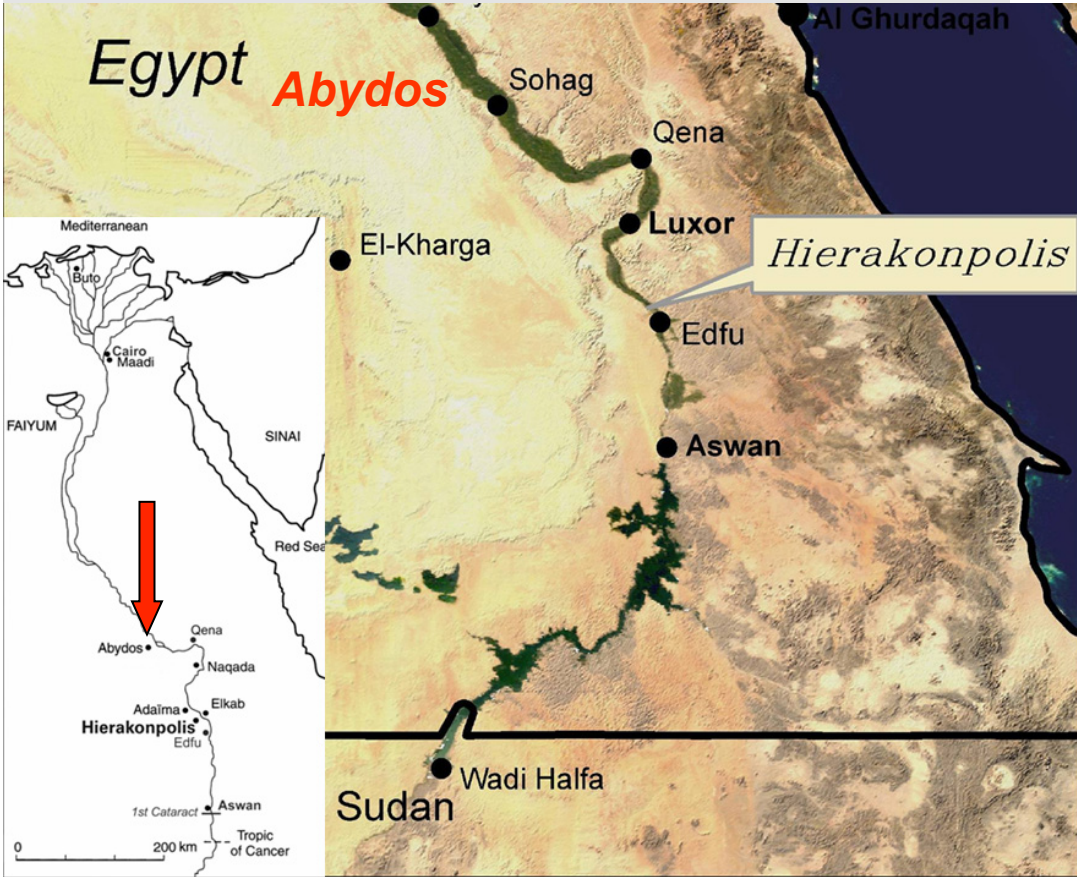 Al Ghurdaqah
Egypt
Abydos
Sohag
Qena
Luxor
El-Kharga
Hierakonpolis
Edfu
Aswan
Wadi Halfa
Sudan
Mediterranean
Buto
Cairo
Maadi
FAIYUM
SINAI
Red Sea
Abydos
Qena
Naqada
Adaïma
Elkab
Hierakonpolis
Edfu
Aswan
1st Cataract
Tropic
of Cancer
0
200 km